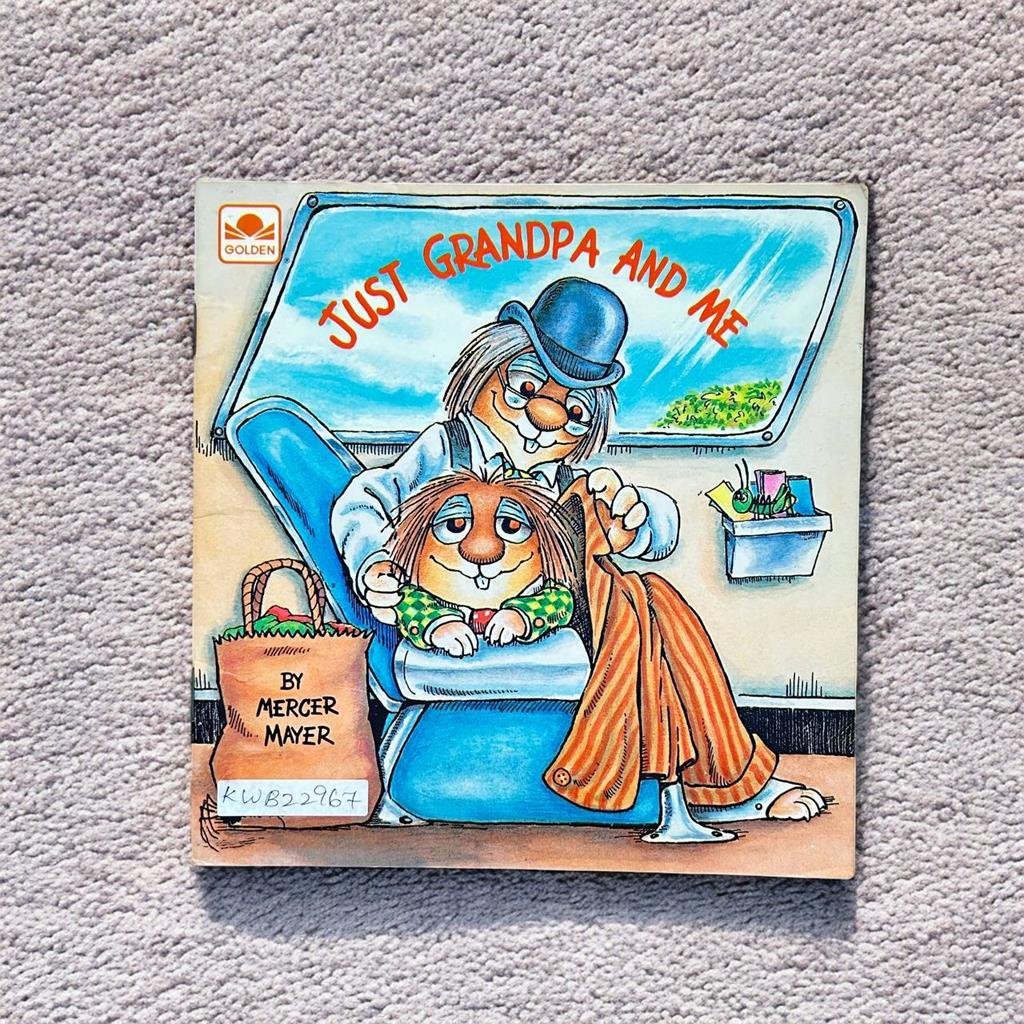 GOLDEN
JUST GRANDPA AND ME
BY
MERCER
MAYER
KWB22967